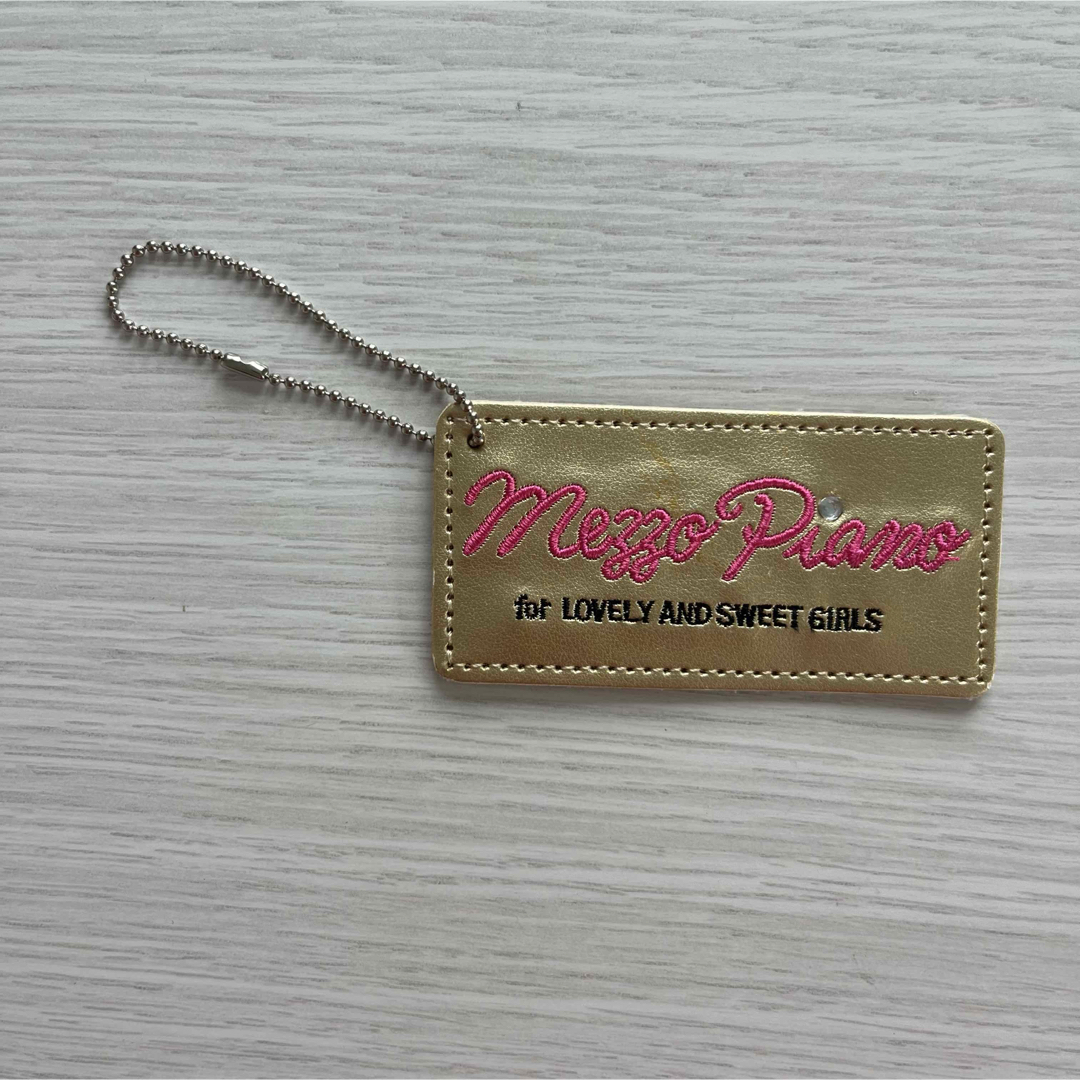 Mezzo Piano
for LOVELY AND SWEET GIRLS